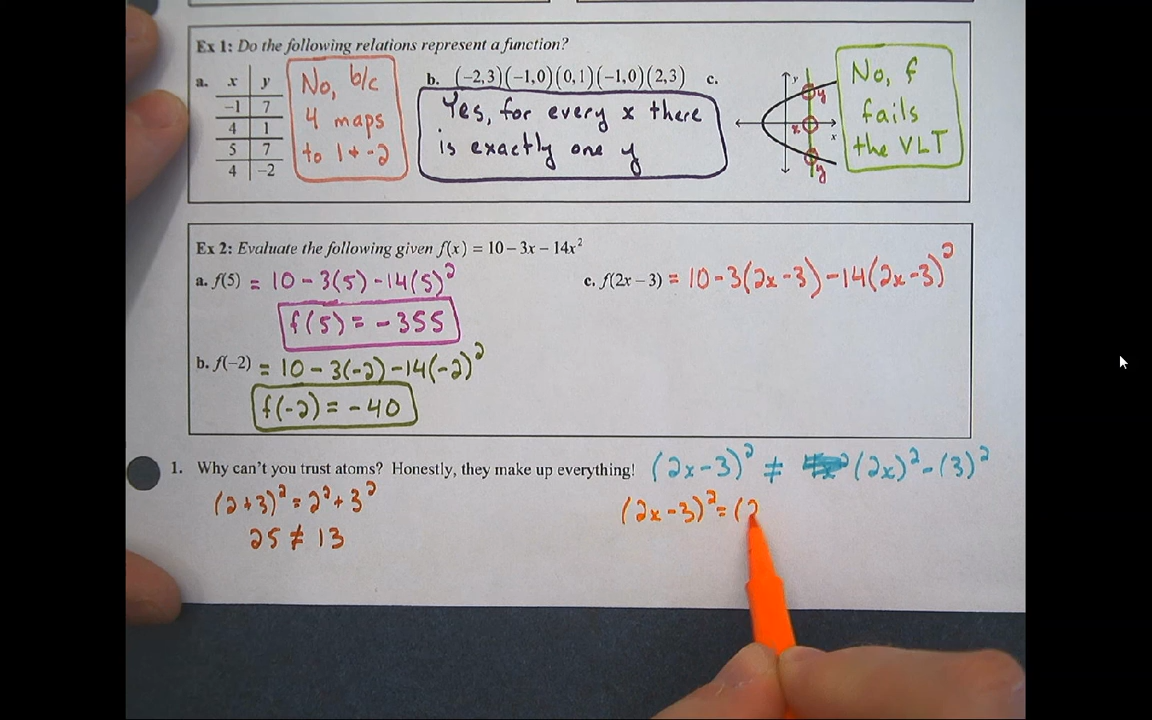 Ex 1: Do the following relations represent a function?
a. x y
-1 7
4 1
5 7
4 -2
No, b/c
4 maps
to 1 + -2
b. (-2,3)(-1,0)(0,1)(-1,0)(2,3)
Yes, for every x there
is exactly one y
c.
y
x
y
x
y
No, f
fails
the VLT
Ex 2: Evaluate the following given f(x) = 10 – 3x – 14x²
a. f(5) = 10 - 3(5) - 14(5)²
f(5) = -355
b. f(–2) = 10 - 3(-2) - 14(-2)²
f(-2) = -40
c. f(2x – 3) = 10 - 3(2x - 3) - 14(2x - 3)²
1. Why can't you trust atoms? Honestly, they make up everything!
(2x - 3)² ≠ (2x)² - (3)²
(2+3)² = 2² + 3²
25 ≠ 13
(2x - 3)² = (2